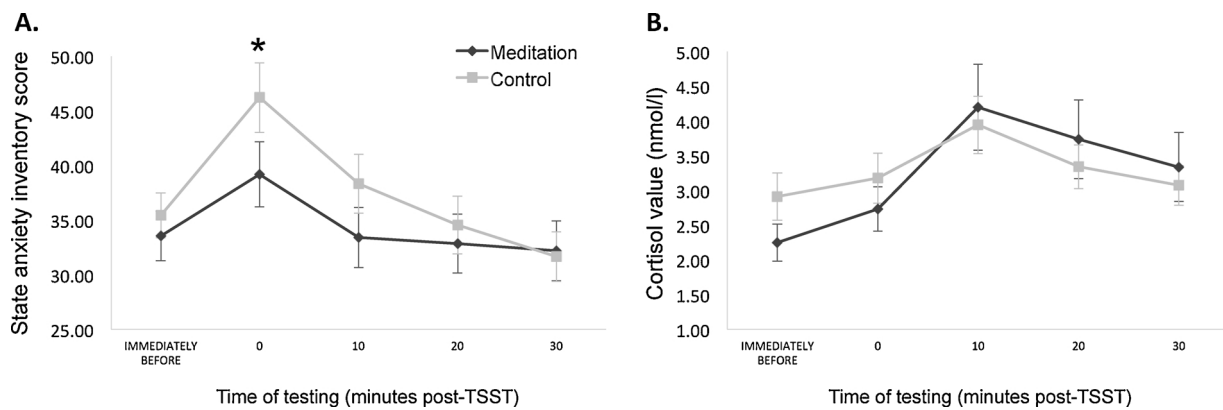 A.
State anxiety inventory score
50.00
45.00
40.00
35.00
30.00
25.00
*
Meditation
Control
IMMEDIATELY
BEFORE
0
10
20
30
Time of testing (minutes post-TSST)
B.
Cortisol value (nmol/l)
5.00
4.50
4.00
3.50
3.00
2.50
2.00
1.50
1.00
IMMEDIATELY
BEFORE
0
10
20
30
Time of testing (minutes post-TSST)